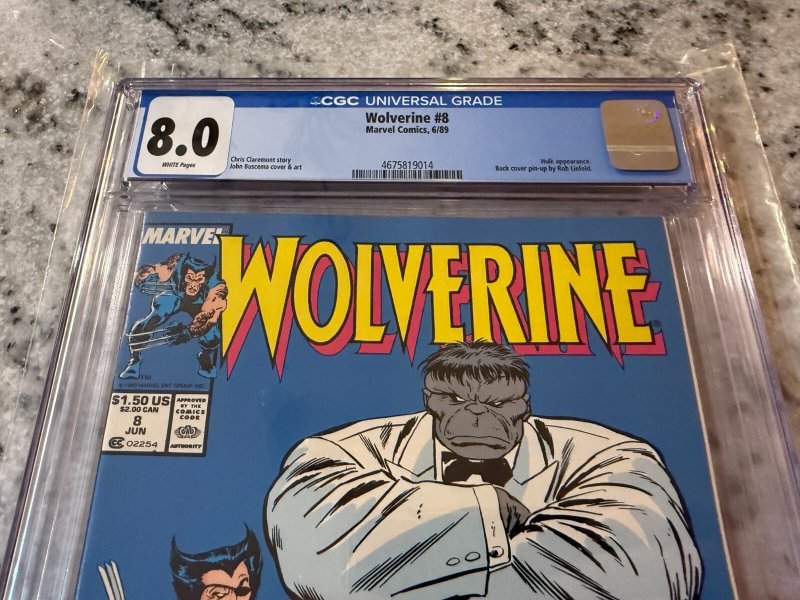 CGC UNIVERSAL GRADE
8.0
WHITE Pages
Wolverine #8
Marvel Comics, 6/89
Chris Claremont story
John Buscema cover & art
4675819014
Hulk appearance.
Back cover pin-up by Rob Liefeld.
MARVEL
WOLVERINE
TM
$1.50 US
$2.00 CAN
8
JUN
CC 02254
APPROVED
BY THE
COMICS
CODE
AUTHORITY